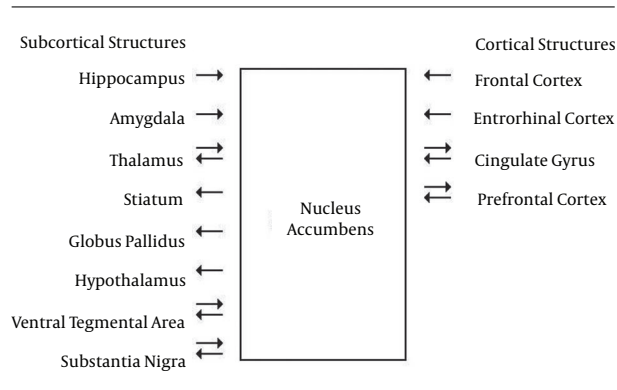 Subcortical Structures
Cortical Structures
Hippocampus
Frontal Cortex
Amygdala
Entrorhinal Cortex
Thalamus
Cingulate Gyrus
Stiatum
Prefrontal Cortex
Nucleus
Accumbens
Globus Pallidus
Hypothalamus
Ventral Tegmental Area
Substantia Nigra